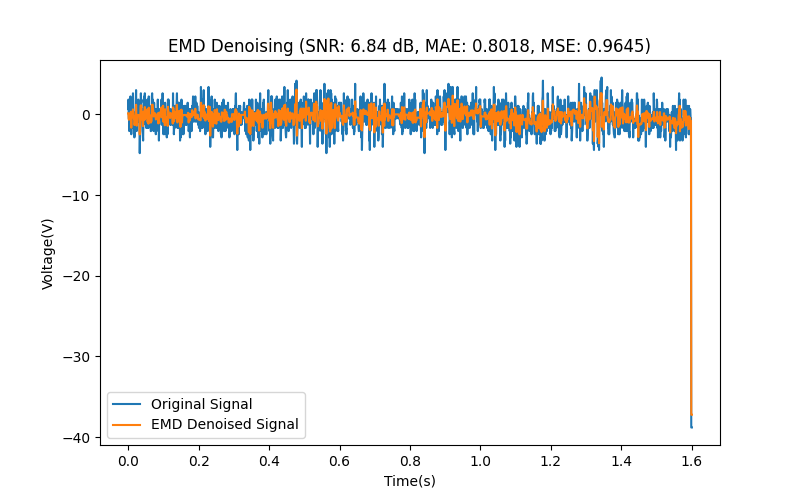 EMD Denoising (SNR: 6.84 dB, MAE: 0.8018, MSE: 0.9645)
0
−10
−20
−30
−40
Voltage(V)
Original Signal
EMD Denoised Signal
0.0 0.2 0.4 0.6 0.8 1.0 1.2 1.4 1.6
Time(s)